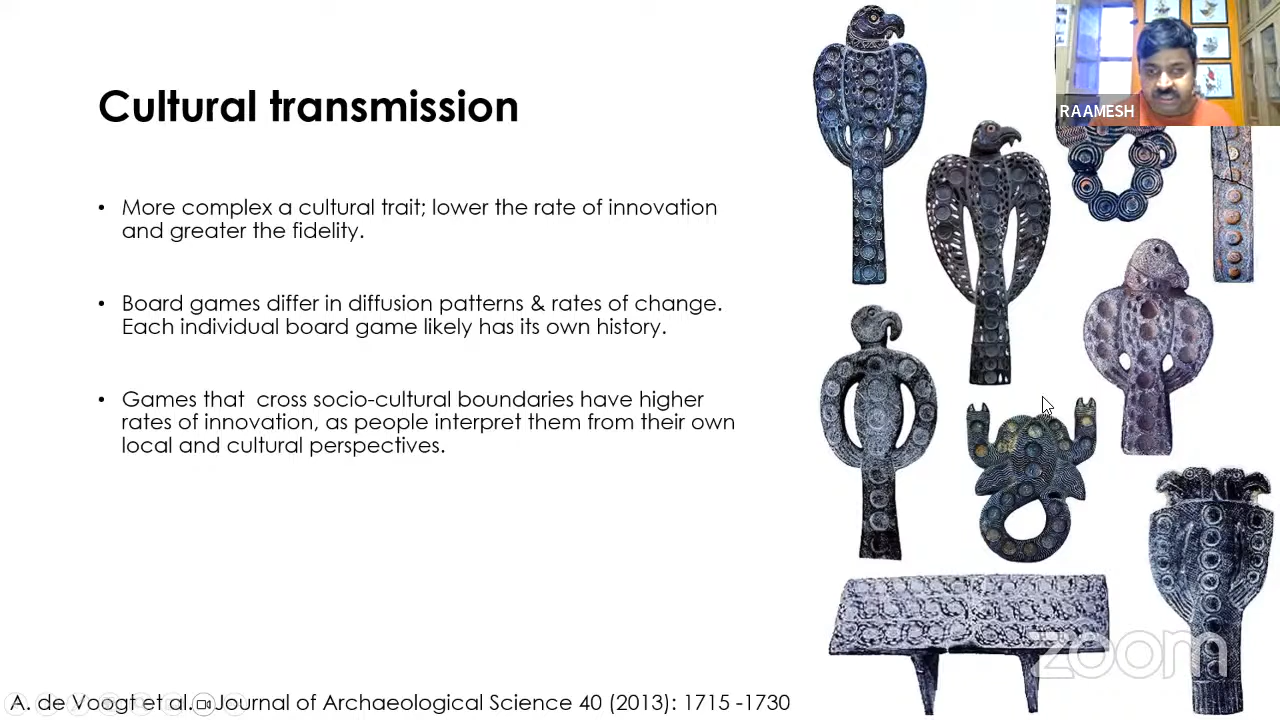 Cultural transmission
RAAMESH
• More complex a cultural trait; lower the rate of innovation
and greater the fidelity.
• Board games differ in diffusion patterns & rates of change.
Each individual board game likely has its own history.
• Games that  cross socio-cultural boundaries have higher
rates of innovation, as people interpret them from their own
local and cultural perspectives.
zoom
A. de Voogt et al. Journal of Archaeological Science 40 (2013): 1715 -1730